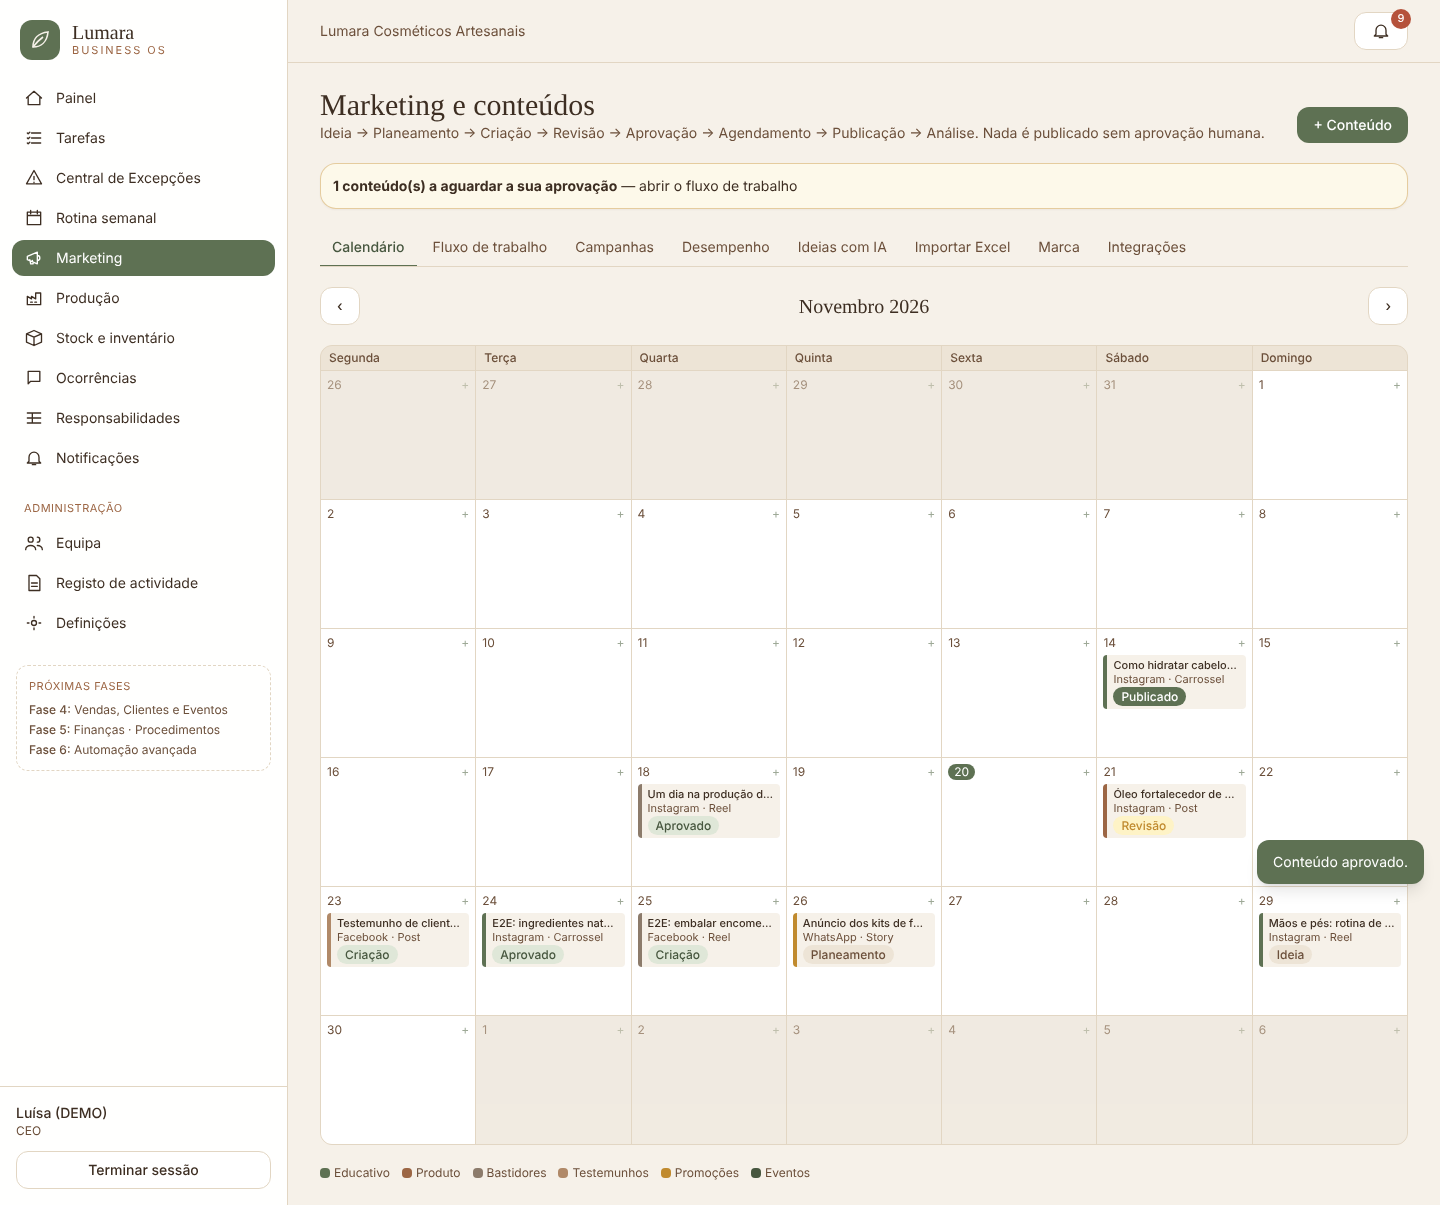 Lumara
BUSINESS OS
Painel
Tarefas
Central de Excepções
Rotina semanal
Marketing
Produção
Stock e inventário
Ocorrências
Responsabilidades
Notificações
ADMINISTRAÇÃO
Equipa
Registo de actividade
Definições
PRÓXIMAS FASES
Fase 4: Vendas, Clientes e Eventos
Fase 5: Finanças · Procedimentos
Fase 6: Automação avançada
Luísa (DEMO)
CEO
Terminar sessão
Lumara Cosméticos Artesanais
9
Marketing e conteúdos
Ideia → Planeamento → Criação → Revisão → Aprovação → Agendamento → Publicação → Análise. Nada é publicado sem aprovação humana.
+ Conteúdo
1 conteúdo(s) a aguardar a sua aprovação — abrir o fluxo de trabalho
Calendário Fluxo de trabalho Campanhas Desempenho Ideias com IA Importar Excel Marca Integrações
‹ Novembro 2026 ›
Segunda Terça Quarta Quinta Sexta Sábado Domingo
26 + 27 + 28 + 29 + 30 + 31 + 1 +
2 + 3 + 4 + 5 + 6 + 7 + 8 +
9 + 10 + 11 + 12 + 13 + 14 + 15 +
Como hidratar cabelo...
Instagram · Carrossel
Publicado
16 + 17 + 18 + 19 + 20 + 21 + 22 +
Um dia na produção d...
Instagram · Reel
Aprovado
Óleo fortalecedor de ...
Instagram · Post
Revisão
Conteúdo aprovado.
23 + 24 + 25 + 26 + 27 + 28 + 29 +
Testemunho de client...
Facebook · Post
Criação
E2E: ingredientes nat...
Instagram · Carrossel
Aprovado
E2E: embalar encome...
Facebook · Reel
Criação
Anúncio dos kits de f...
WhatsApp · Story
Planeamento
Mãos e pés: rotina de ...
Instagram · Reel
Ideia
30 + 1 + 2 + 3 + 4 + 5 + 6 +
Educativo Produto Bastidores Testemunhos Promoções Eventos